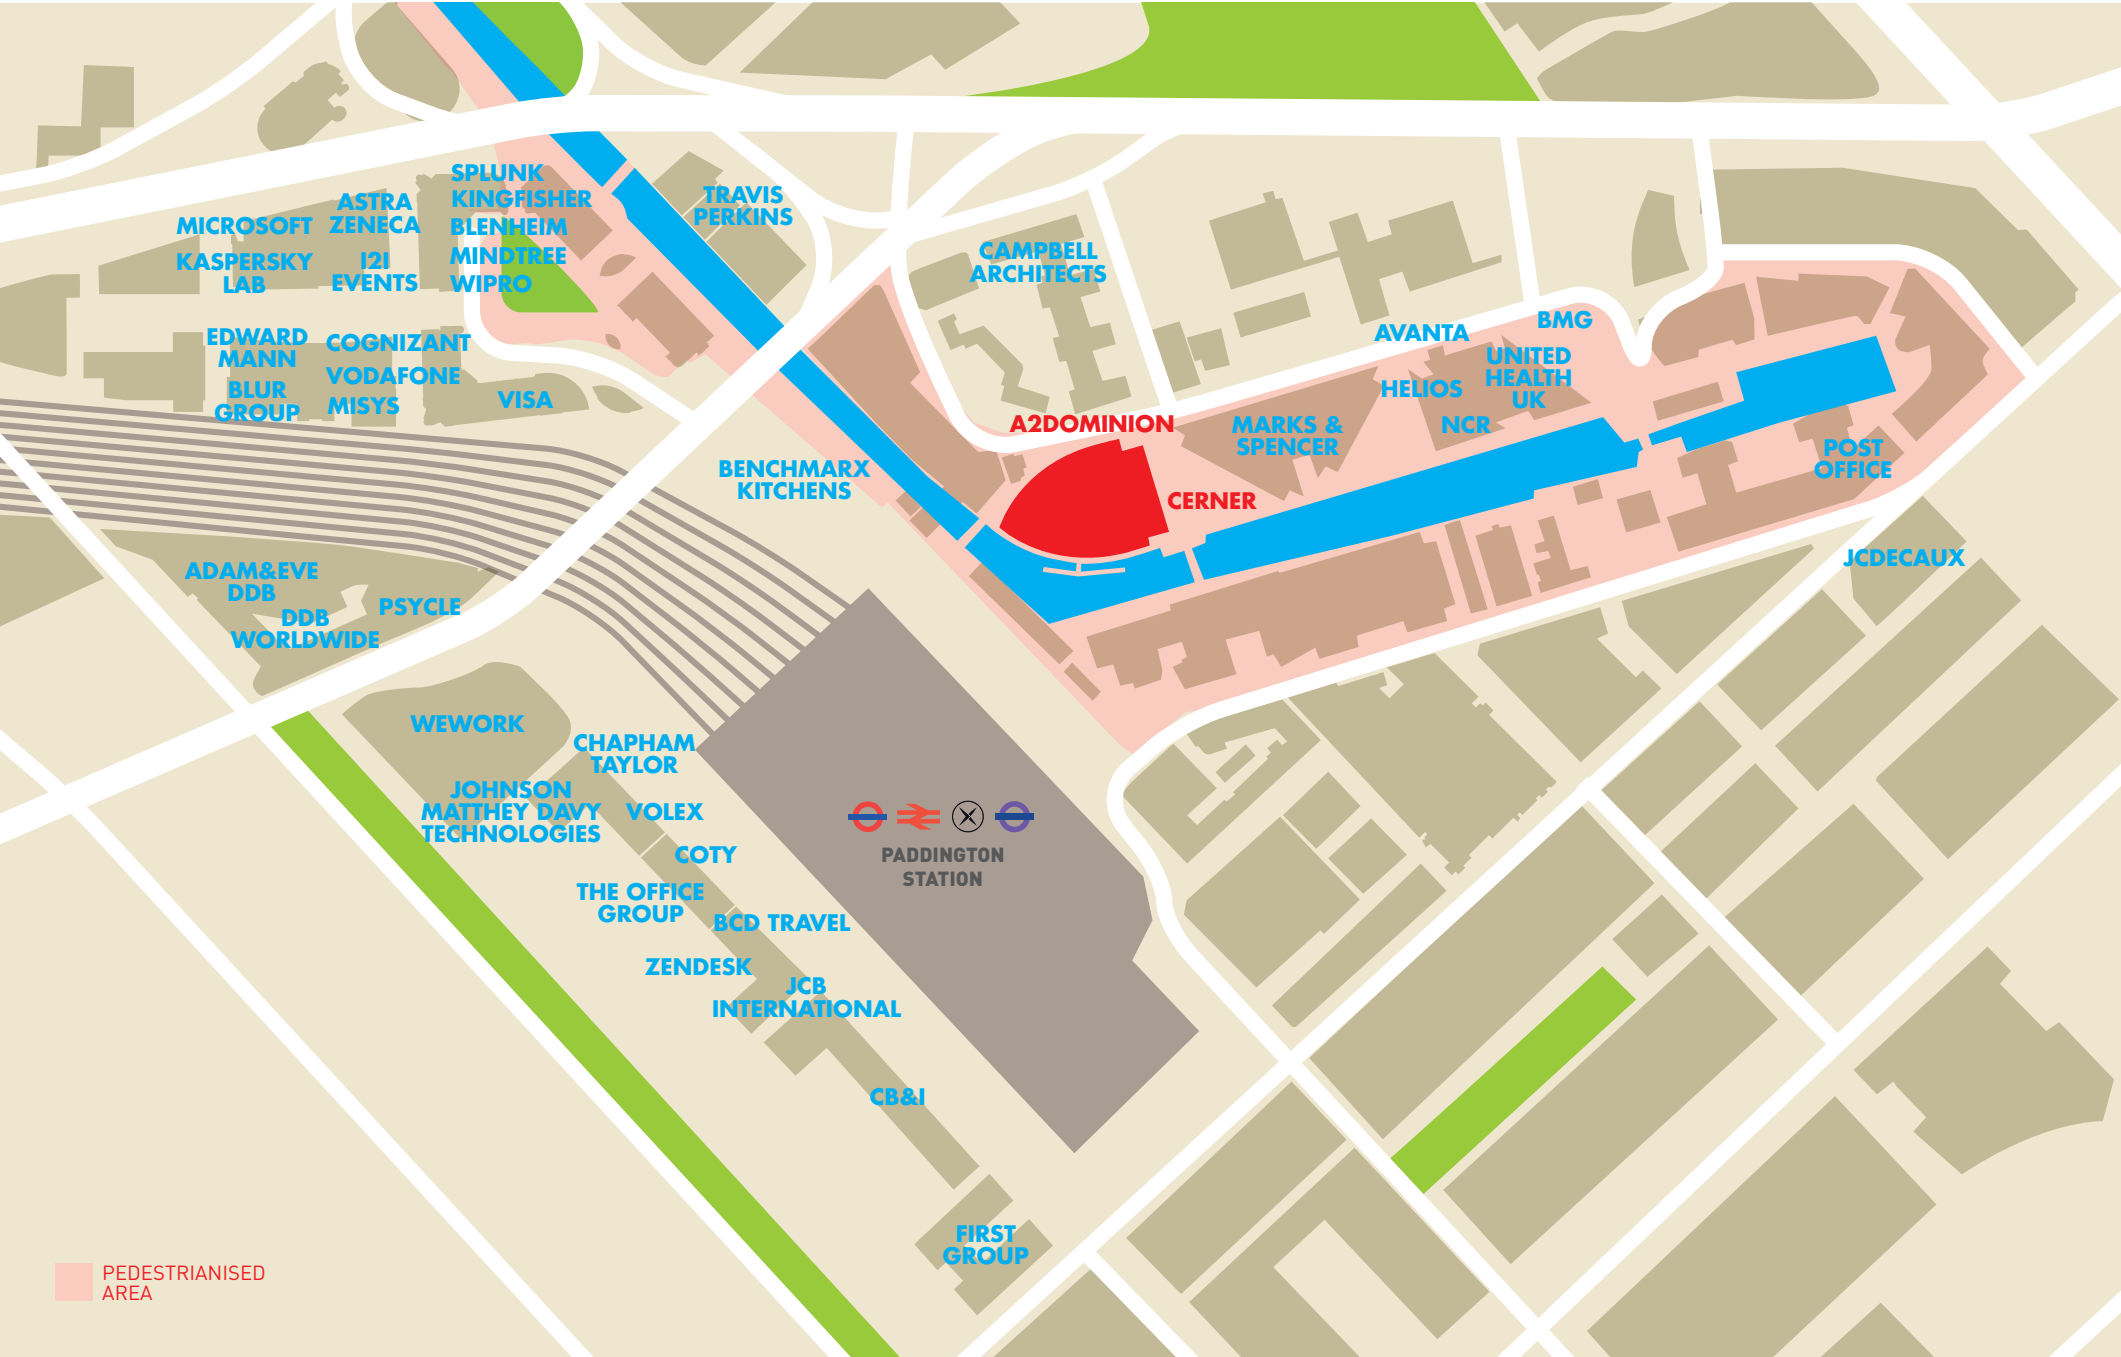 SPLUNK
KINGFISHER
BLENHEIM
MINDTREE
WIPRO
ASTRA
ZENECA
MICROSOFT
KASPERSKY
LAB
I2I
EVENTS
EDWARD
MANN
BLUR
GROUP
COGNIZANT
VODAFONE
MISYS
VISA
TRAVIS
PERKINS
CAMPBELL
ARCHITECTS
AVANTA
BMG
UNITED
HEALTH
UK
HELIOS
NCR
MARKS &
SPENCER
A2DOMINION
CERNER
BENCHMARX
KITCHENS
POST
OFFICE
JCDECAUX
ADAM&EVE
DDB
DDB
WORLDWIDE
PSYCLE
WEWORK
CHAPHAM
TAYLOR
JOHNSON
MATTHEY DAVY
TECHNOLOGIES
VOLEX
COTY
THE OFFICE
GROUP
BCD TRAVEL
ZENDESK
JCB
INTERNATIONAL
CB&I
FIRST
GROUP
PADDINGTON
STATION
PEDESTRIANISED
AREA